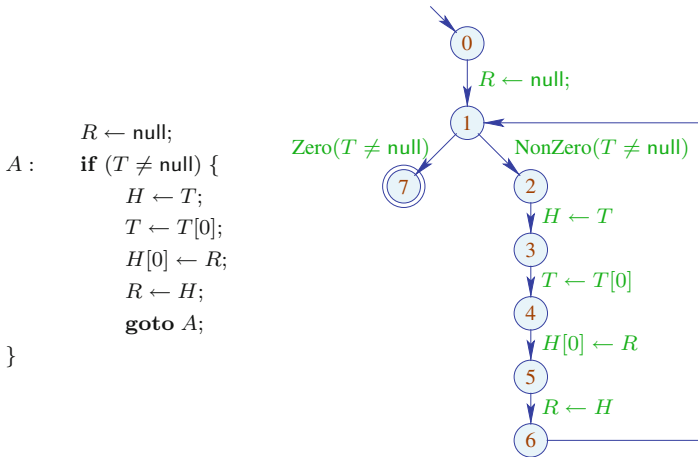 R ← null;
A : if (T ≠ null) {
H ← T;
T ← T[0];
H[0] ← R;
R ← H;
goto A;
}
0
R ← null;
1
Zero(T ≠ null) NonZero(T ≠ null)
7 2
H ← T
3
T ← T[0]
4
H[0] ← R
5
R ← H
6